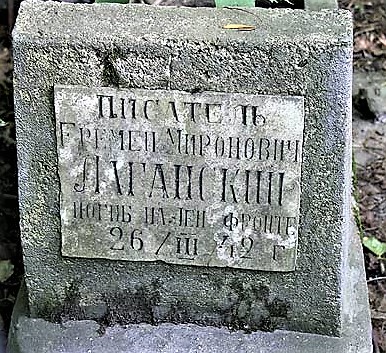 ПИСАТЕЛЬ
ЕРЕМЕЙ МИРОНОВИЧ
ЛАГАНСКИЙ
ПОГИБ НА ЛЕН. ФРОНТЕ
26/III 42 г